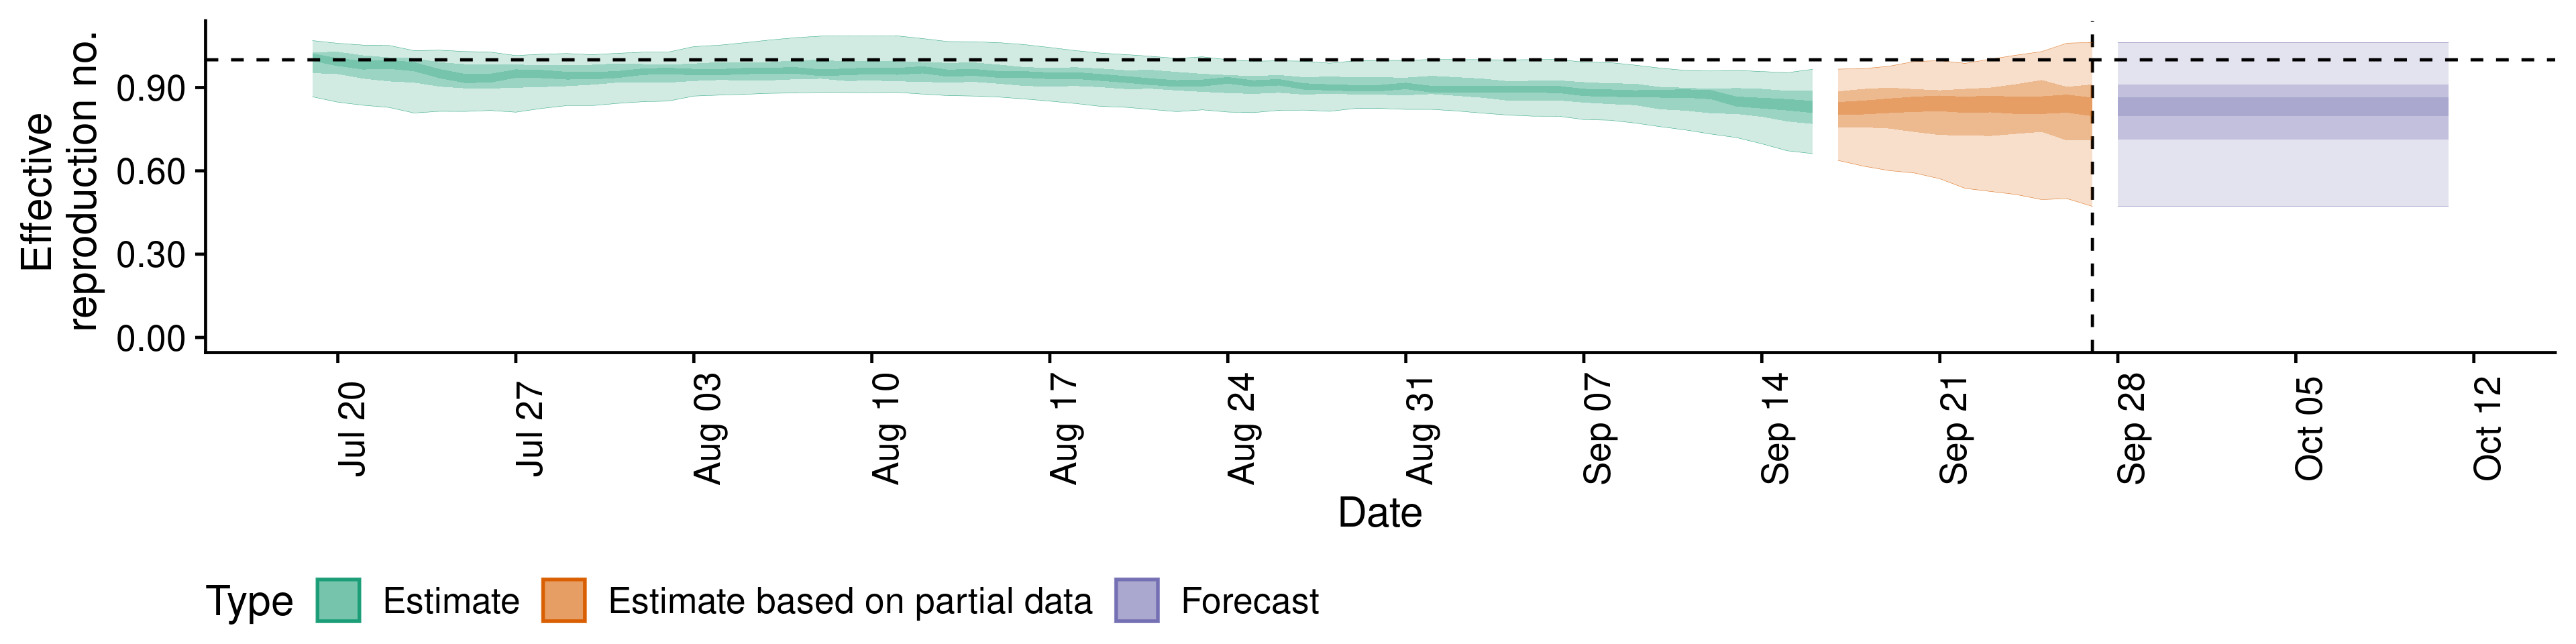 Effective
reproduction no.
0.90
0.60
0.30
0.00
Jul 20
Jul 27
Aug 03
Aug 10
Aug 17
Aug 24
Aug 31
Sep 07
Sep 14
Sep 21
Sep 28
Oct 05
Oct 12
Date
Type Estimate Estimate based on partial data Forecast